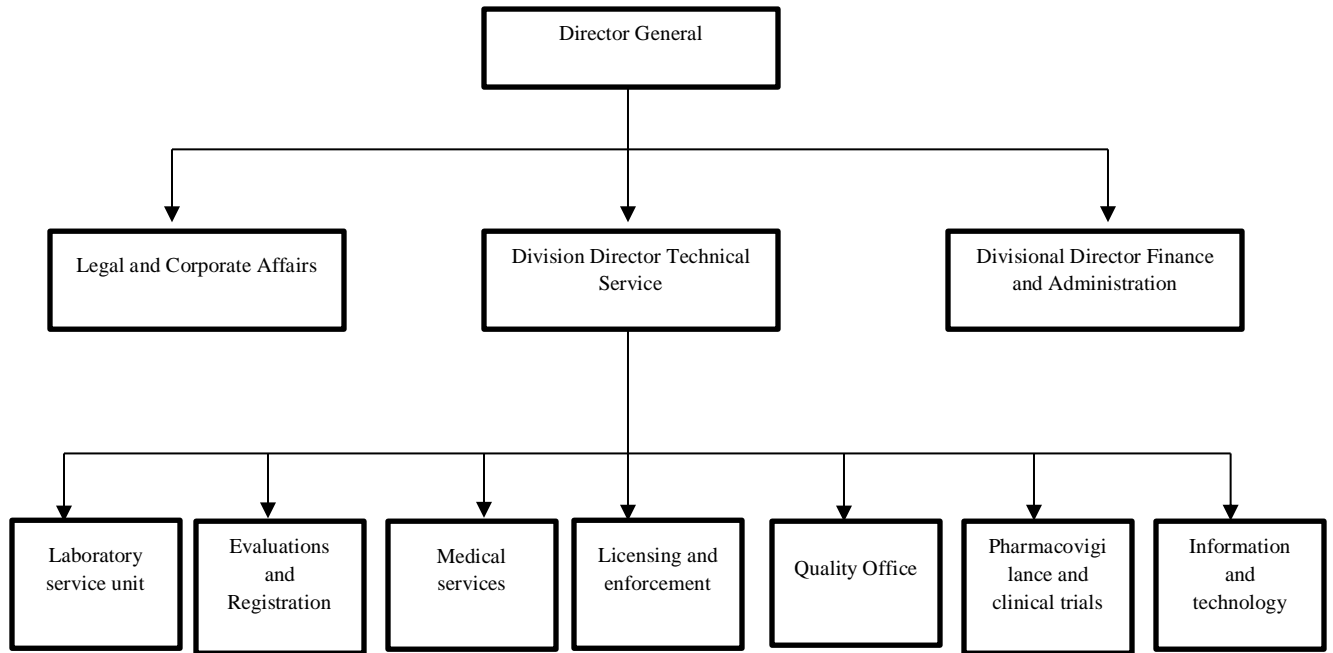 Director General
Legal and Corporate Affairs
Division Director Technical
Service
Divisional Director Finance
and Administration
Laboratory
service unit
Evaluations
and
Registration
Medical
services
Licensing and
enforcement
Quality Office
Pharmacovigi
lance and
clinical trials
Information
and
technology